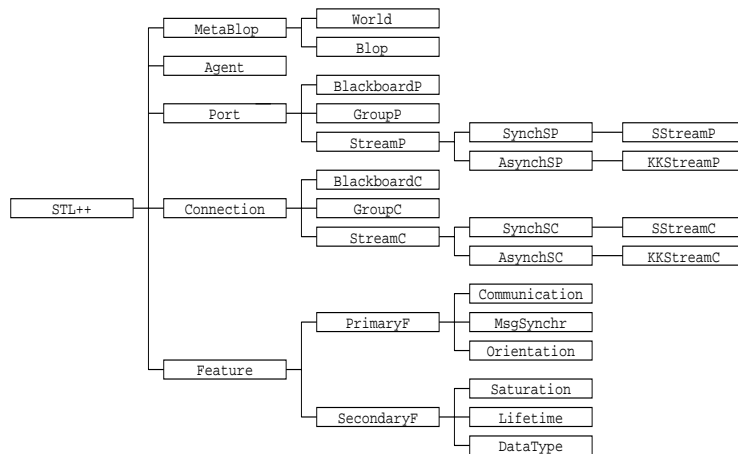 World
MetaBlop
Blop
Agent
BlackboardP
Port
GroupP
StreamP
SynchSP
SStreamP
AsynchSP
KKStreamP
BlackboardC
STL++
Connection
GroupC
StreamC
SynchSC
SStreamC
AsynchSC
KKStreamC
Communication
PrimaryF
MsgSynchr
Orientation
Feature
Saturation
SecondaryF
Lifetime
DataType